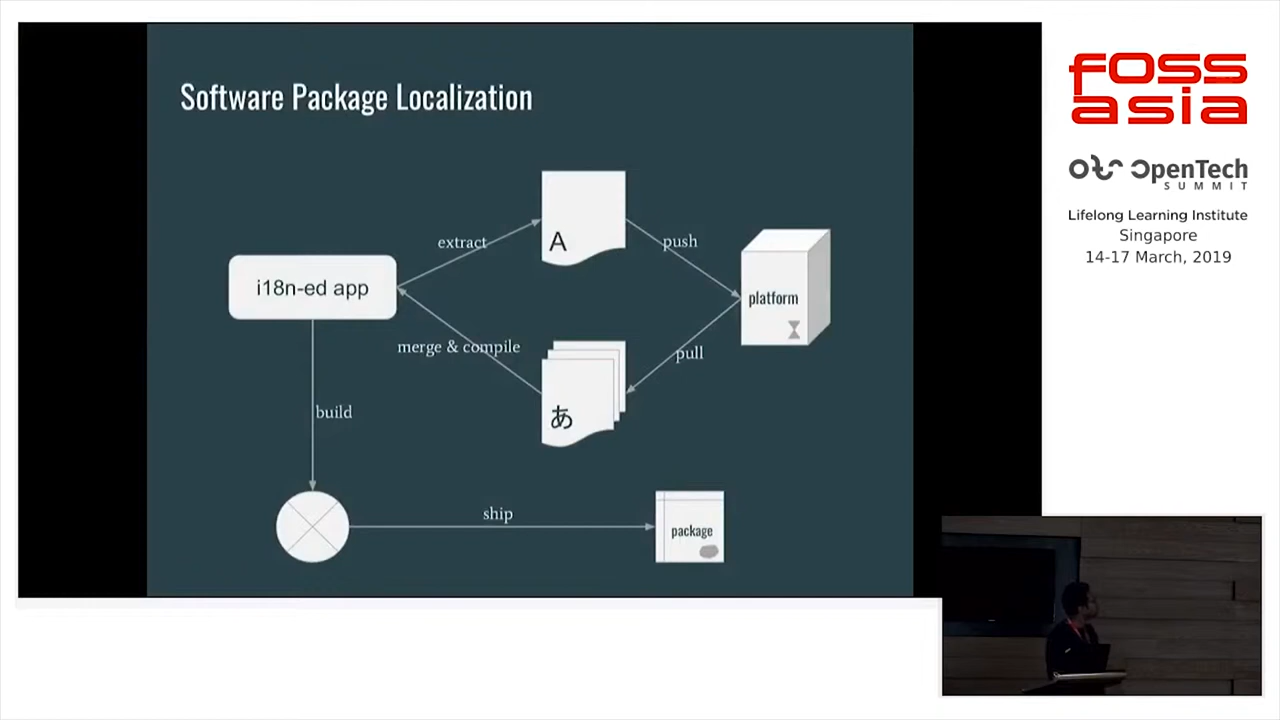 Software Package Localization
extract
A
push
i18n-ed app
platform
merge & compile
あ
pull
build
ship
package
fOSS
asia
OpenTech
SUMMIT
Lifelong Learning Institute
Singapore
14-17 March, 2019